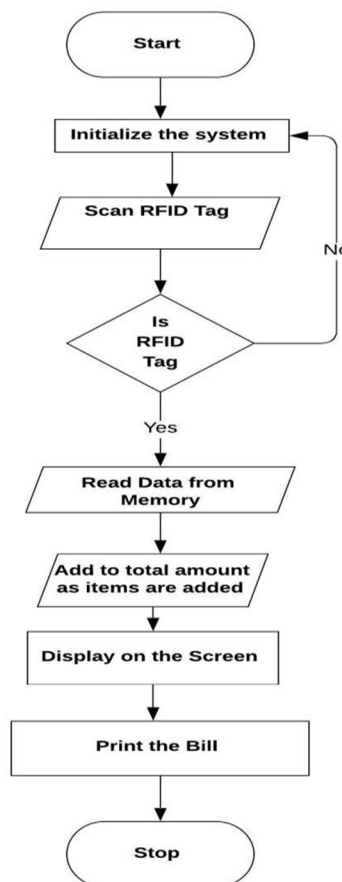 Start
Initialize the system
Scan RFID Tag
No
Is
RFID
Tag
Yes
Read Data from
Memory
Add to total amount
as items are added
Display on the Screen
Print the Bill
Stop